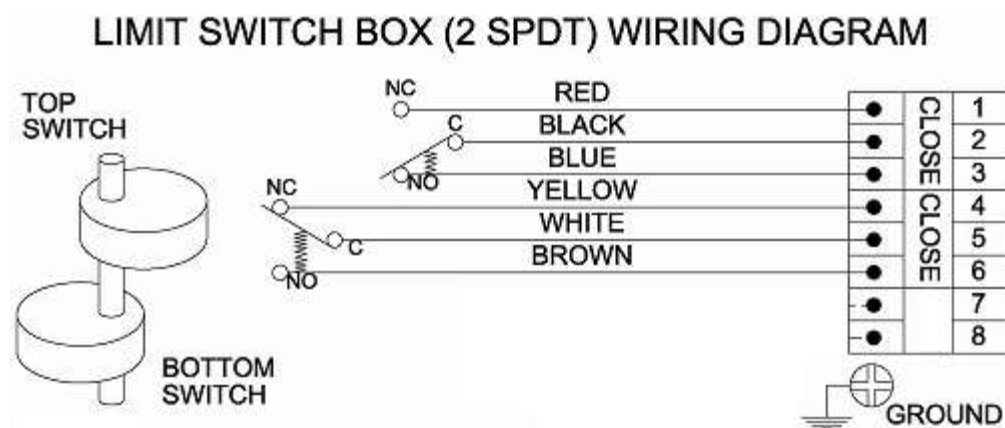 LIMIT SWITCH BOX (2 SPDT) WIRING DIAGRAM
TOP
SWITCH
BOTTOM
SWITCH
NC
C
NO
NC
C
NO
RED
BLACK
BLUE
YELLOW
WHITE
BROWN
CLOSE
CLOSE
1
2
3
4
5
6
7
8
GROUND